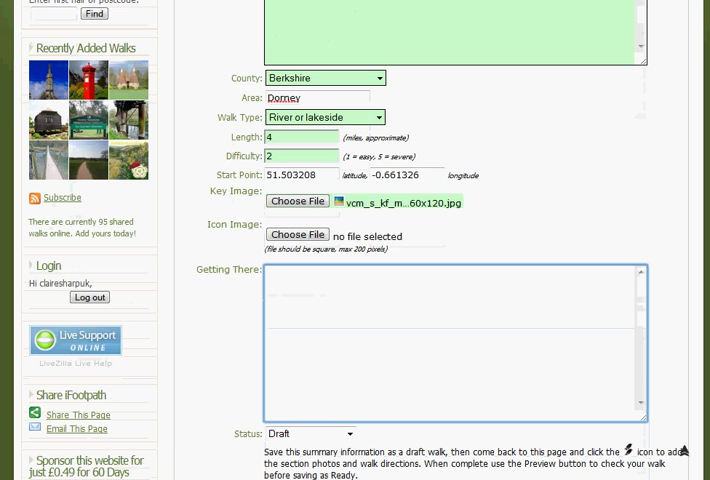 Enter first half of postcode:
Find
Recently Added Walks
Subscribe
There are currently 95 shared
walks online. Add yours today!
Login
Hi clairesharpuk,
Log out
Live Support
ONLINE
LiveZilla Live Help
Share iFootpath
Share This Page
Email This Page
Sponsor this website for
just £0.49 for 60 Days
County: Berkshire
Area: Dorney
Walk Type: River or lakeside
Length: 4 (miles, approximate)
Difficulty: 2 (1 = easy, 5 = severe)
Start Point: 51.503208 latitude, -0.661326 longitude
Key Image: Choose File vcm_s_kf_m...60x120.jpg
Icon Image: Choose File no file selected
(file should be square, max 200 pixels)
Getting There:
Status: Draft
Save this summary information as a draft walk, then come back to this page and click the icon to add
the section photos and walk directions. When complete use the Preview button to check your walk
before saving as Ready.